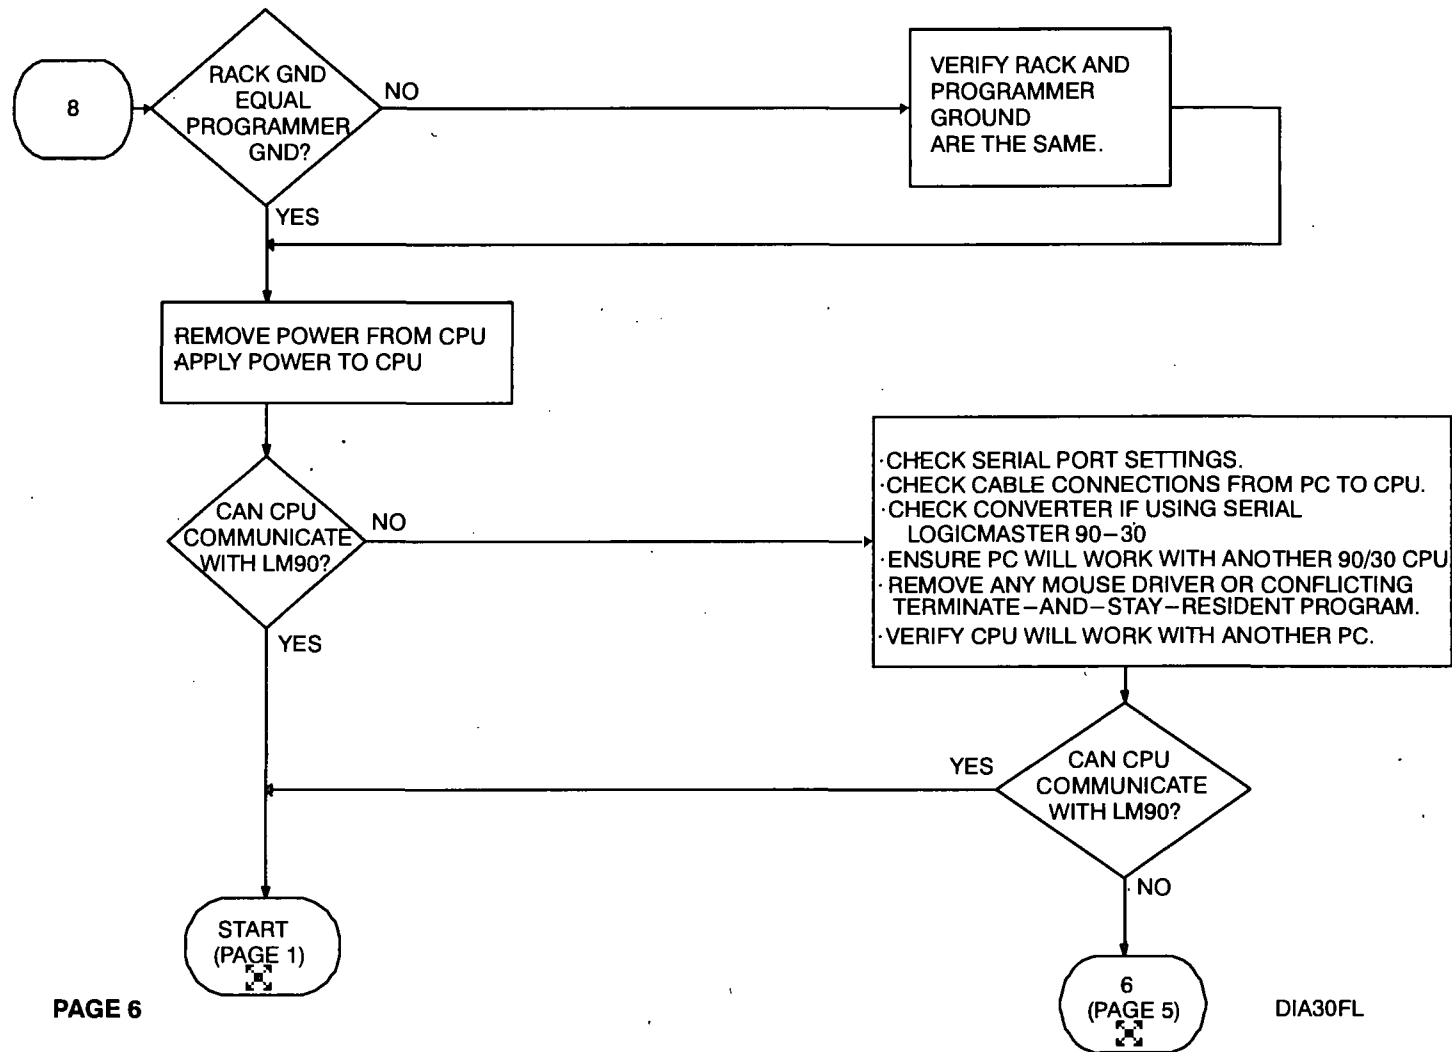 8
RACK GND
EQUAL
PROGRAMMER
GND?
NO
VERIFY RACK AND
PROGRAMMER
GROUND
ARE THE SAME.
YES
REMOVE POWER FROM CPU
APPLY POWER TO CPU
CAN CPU
COMMUNICATE
WITH LM90?
NO
·CHECK SERIAL PORT SETTINGS.
·CHECK CABLE CONNECTIONS FROM PC TO CPU.
·CHECK CONVERTER IF USING SERIAL
LOGICMASTER 90-30
·ENSURE PC WILL WORK WITH ANOTHER 90/30 CPU
·REMOVE ANY MOUSE DRIVER OR CONFLICTING
TERMINATE-AND-STAY-RESIDENT PROGRAM.
·VERIFY CPU WILL WORK WITH ANOTHER PC.
YES
YES
CAN CPU
COMMUNICATE
WITH LM90?
NO
START
(PAGE 1)
6
(PAGE 5)
PAGE 6
DIA30FL